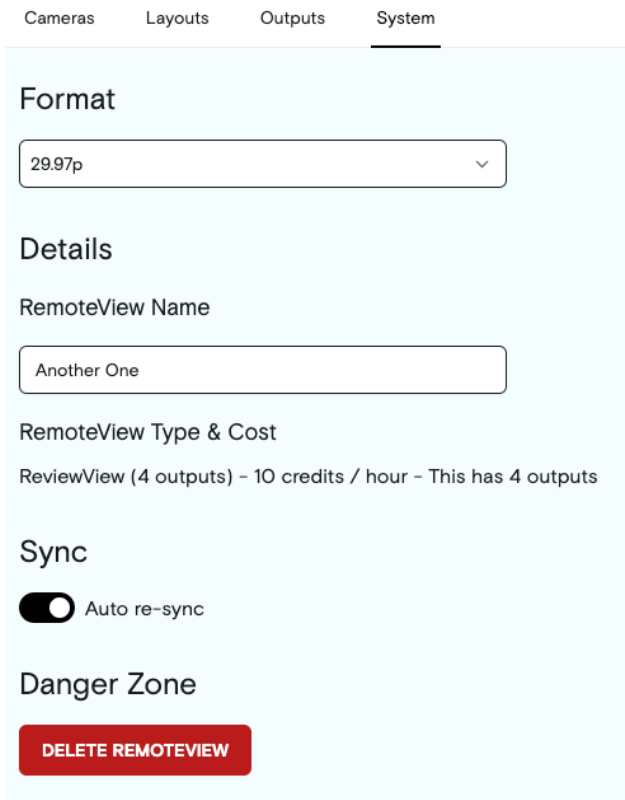 Cameras Layouts Outputs System
Format
29.97p
Details
RemoteView Name
Another One
RemoteView Type & Cost
ReviewView (4 outputs) - 10 credits / hour - This has 4 outputs
Sync
Auto re-sync
Danger Zone
DELETE REMOTEVIEW